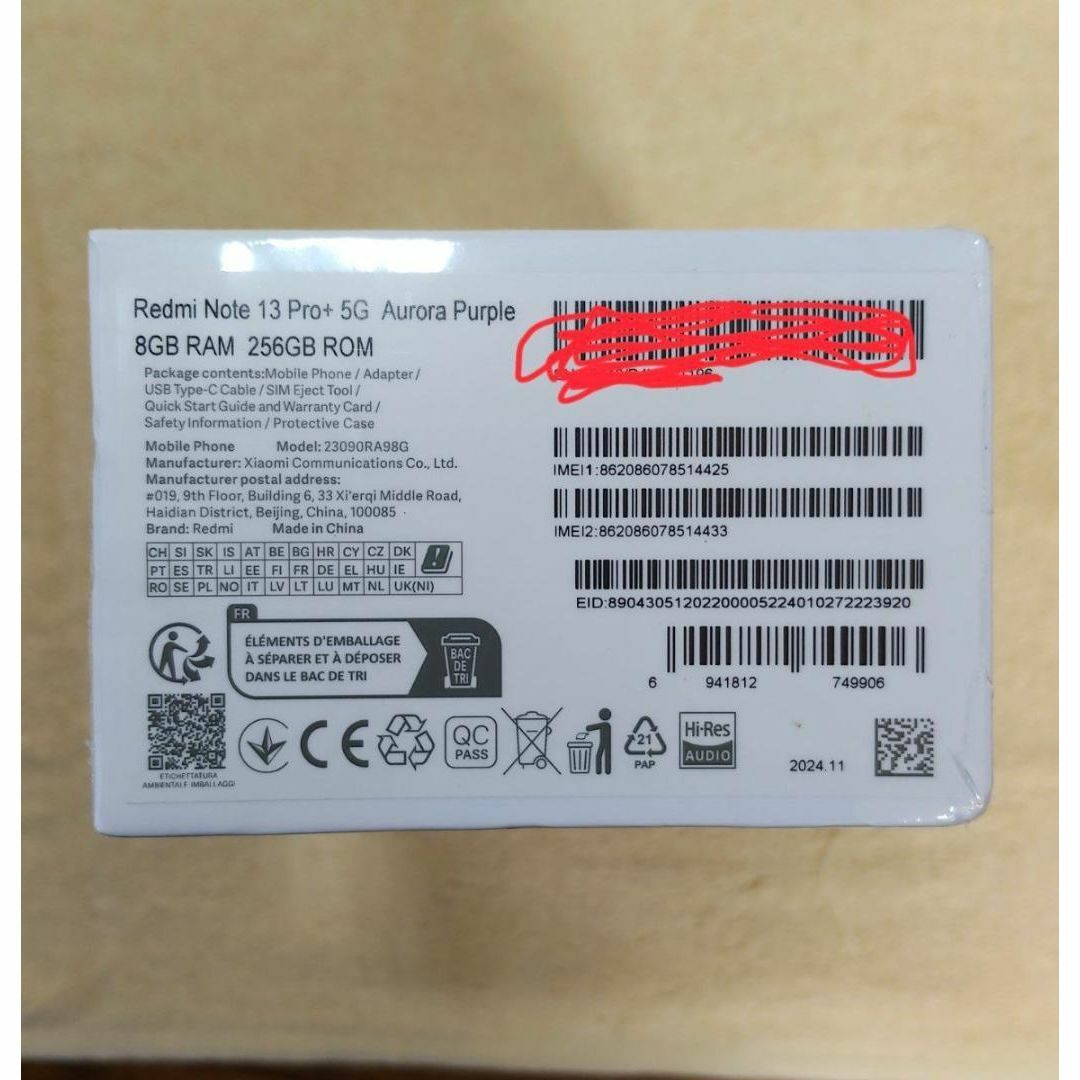 Redmi Note 13 Pro+ 5G Aurora Purple
8GB RAM 256GB ROM
Package contents:Mobile Phone / Adapter /
USB Type-C Cable / SIM Eject Tool /
Quick Start Guide and Warranty Card /
Safety Information / Protective Case
Mobile Phone Model: 23090RA98G
Manufacturer: Xiaomi Communications Co., Ltd.
Manufacturer postal address:
#019, 9th Floor, Building 6, 33 Xi'erqi Middle Road,
Haidian District, Beijing, China, 100085
Brand: Redmi Made in China
CH SI SK IS AT BE BG HR CY CZ DK
PT ES TR LI EE FI FR DE EL HU IE
RO SE PL NO IT LV LT LU MT NL UK(NI)
FR
ÉLÉMENTS D'EMBALLAGE
À SÉPARER ET À DÉPOSER
DANS LE BAC DE TRI
BAC
DE
TRI
ETICHETTATURA
AMBIENTALE IMBALLAGGI
CE
QC
PASS
21
PAP
Hi-Res
AUDIO
IMEI1:862086078514425
IMEI2:862086078514433
EID:89043051202200005224010272223920
6 941812 749906
2024.11